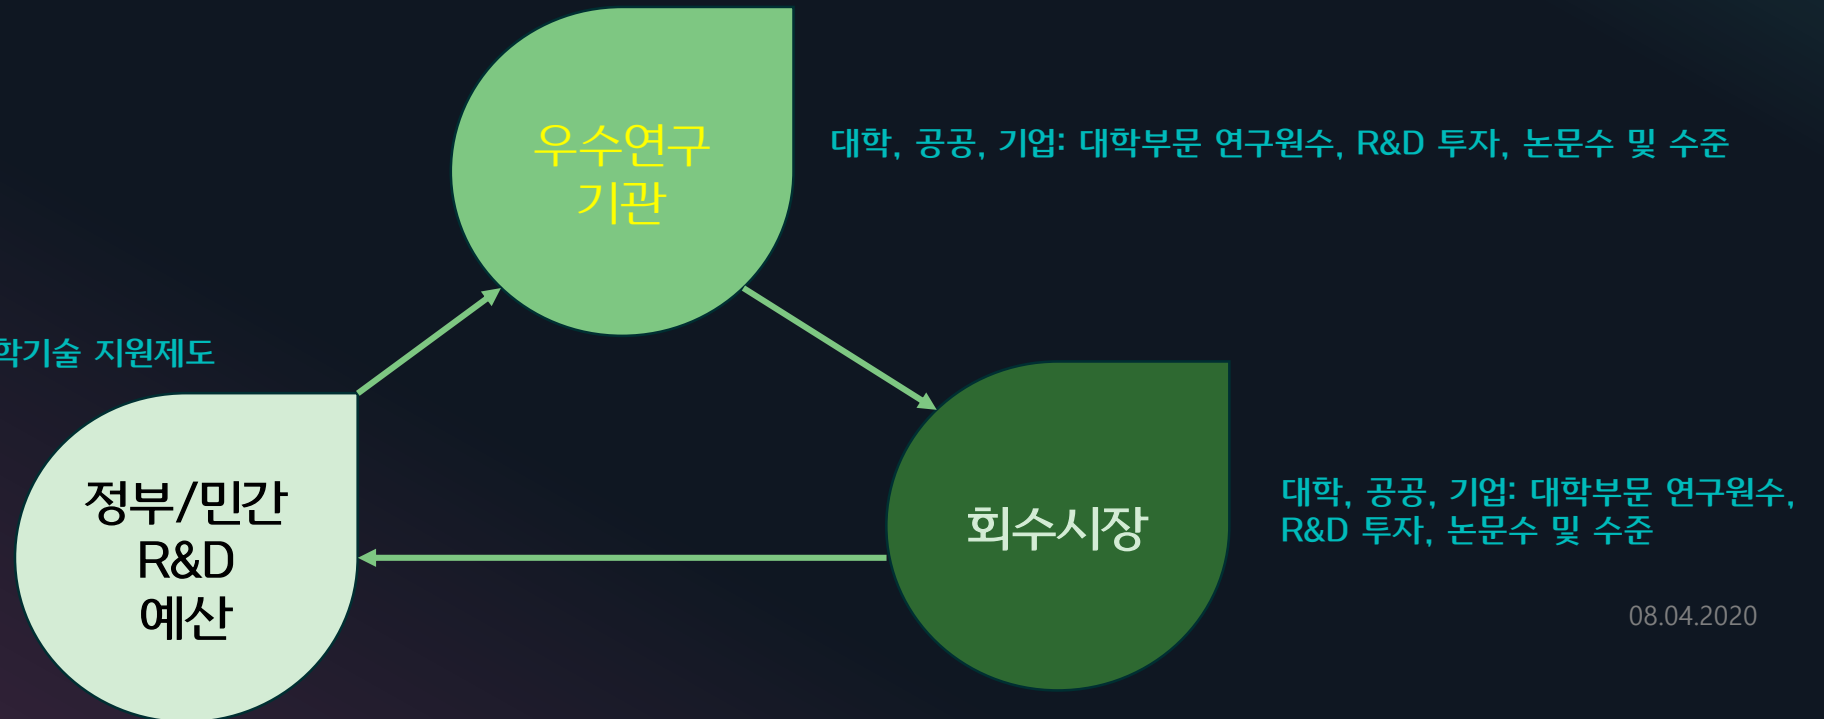 우수연구
기관
대학, 공공, 기업: 대학부문 연구원수, R&D 투자, 논문수 및 수준
학기술 지원제도
정부/민간
R&D
예산
회수시장
대학, 공공, 기업: 대학부문 연구원수,
R&D 투자, 논문수 및 수준
08.04.2020